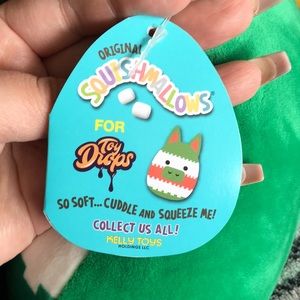 ORIGINAL
SQUISHMALLOWS
FOR
Toy
Drops
SO SOFT... CUDDLE AND SQUEEZE ME!
COLLECT US ALL!
KELLY TOYS
HOLDINGS LLC